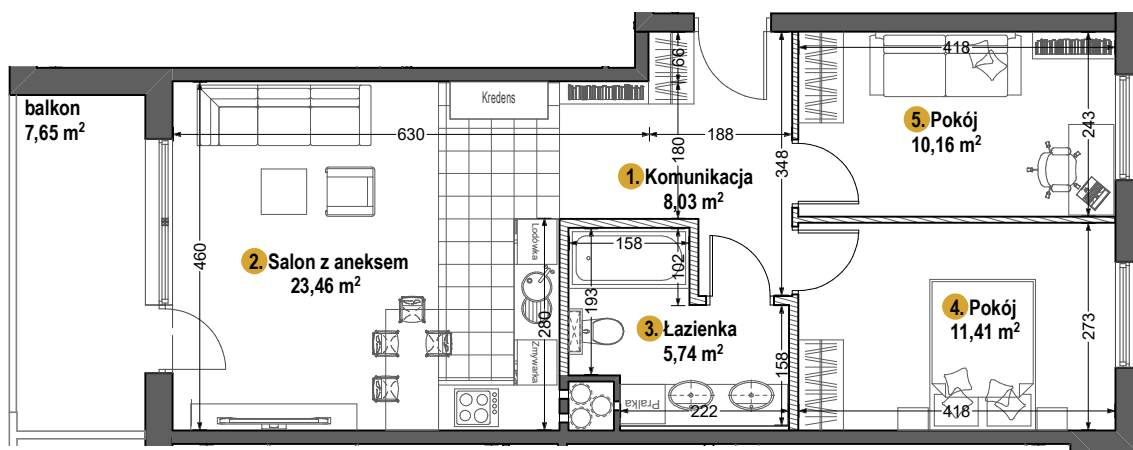 balkon
7,65 m²
Kredens
66
418
5. Pokój
10,16 m²
243
630
188
180
348
1. Komunikacja
8,03 m²
460
2. Salon z aneksem
23,46 m²
Lodówka
158
102
193
280
3. Łazienka
5,74 m²
4. Pokój
11,41 m²
273
Zmywarka
158
Pralka
222
418